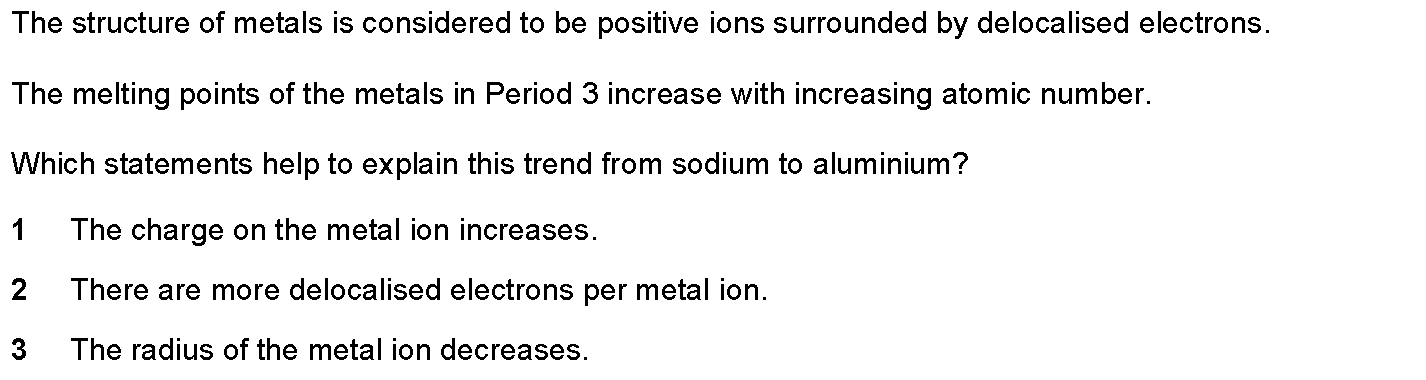 The structure of metals is considered to be positive ions surrounded by delocalised electrons.
The melting points of the metals in Period 3 increase with increasing atomic number.
Which statements help to explain this trend from sodium to aluminium?
1 The charge on the metal ion increases.
2 There are more delocalised electrons per metal ion.
3 The radius of the metal ion decreases.